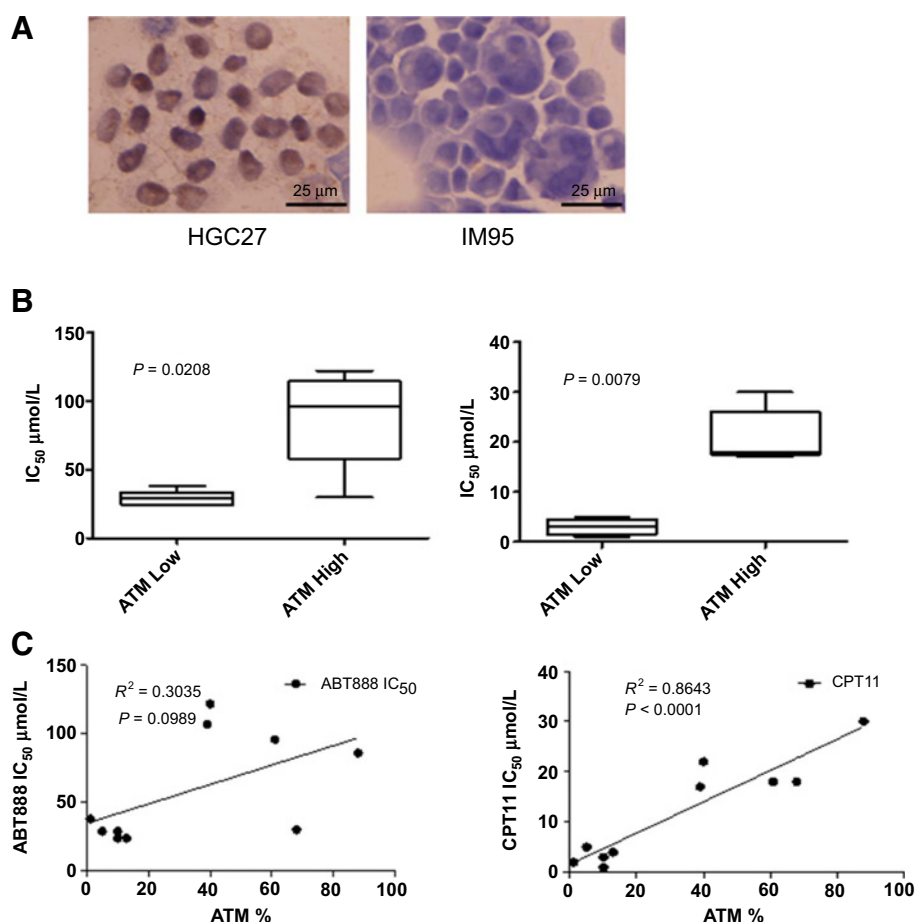 A
25 μm
25 μm
HGC27
IM95
B
IC50 μmol/L
150
100
50
0
P = 0.0208
ATM Low
ATM High
IC50 μmol/L
40
30
20
10
0
P = 0.0079
ATM Low
ATM High
C
ABT888 IC50 μmol/L
150
100
50
0
R² = 0.3035
P = 0.0989
ABT888 IC50
0 20 40 60 80 100
ATM %
CPT11 IC50 μmol/L
40
30
20
10
0
R² = 0.8643
P < 0.0001
CPT11
0 20 40 60 80 100
ATM %